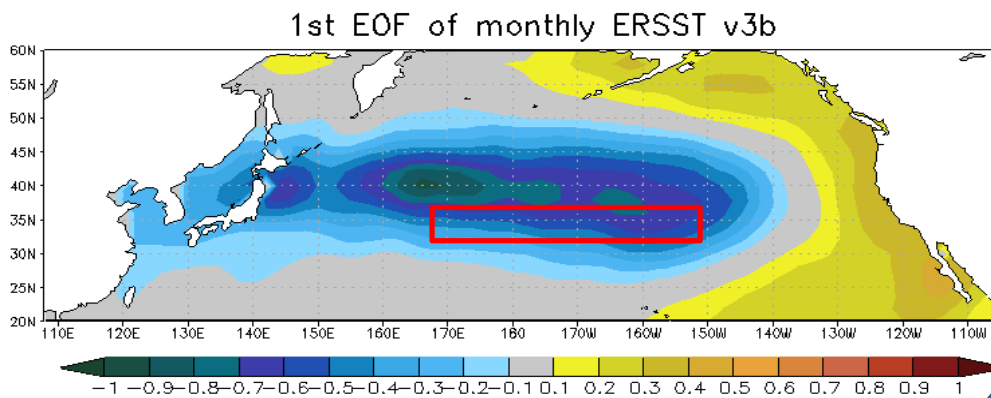 1st EOF of monthly ERSST v3b
60N
55N
50N
45N
40N
35N
30N
25N
20N
110E 120E 130E 140E 150E 160E 170E 180 170W 160W 150W 140W 130W 120W 110W
-1 -0.9 -0.8 -0.7 -0.6 -0.5 -0.4 -0.3 -0.2 -0.1 0.1 0.2 0.3 0.4 0.5 0.6 0.7 0.8 0.9 1